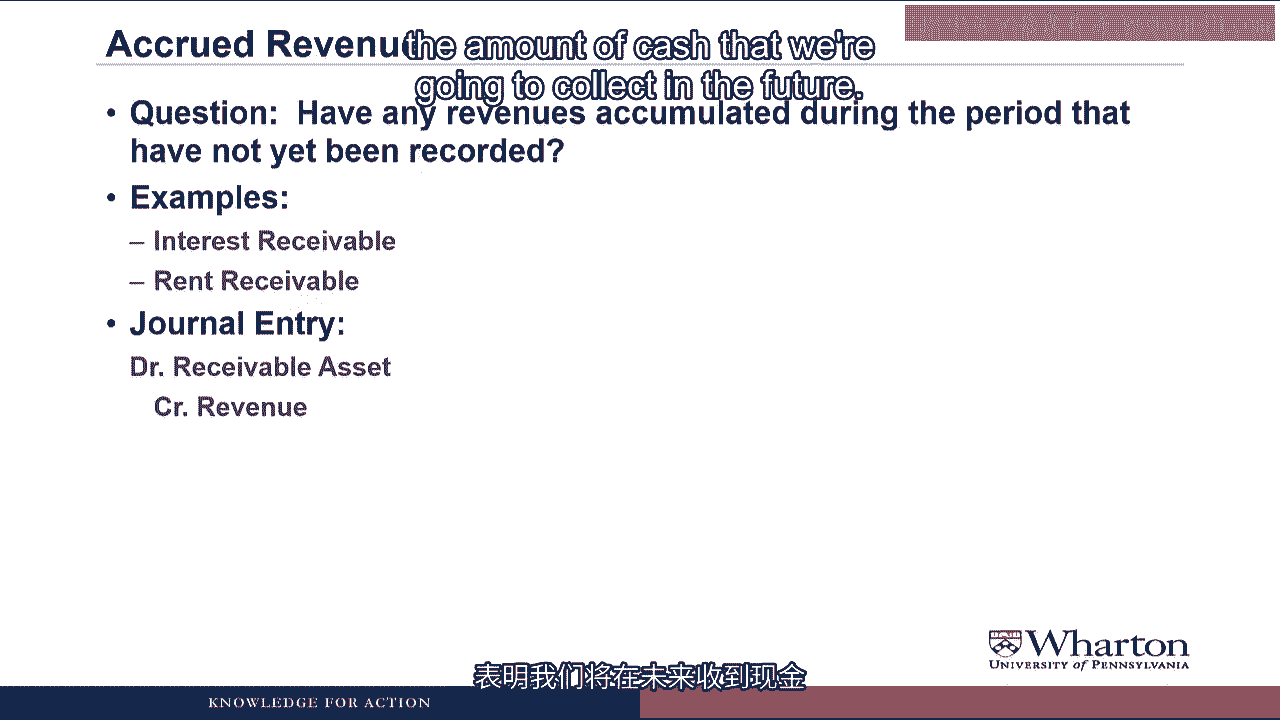 Accrued Revenue
the amount of cash that we're
going to collect in the future.
• Question: Have any revenues accumulated during the period that
have not yet been recorded?
• Examples:
– Interest Receivable
– Rent Receivable
• Journal Entry:
Dr. Receivable Asset
Cr. Revenue
Wharton
UNIVERSITY of PENNSYLVANIA
表明我们将在未来收到现金
KNOWLEDGE FOR ACTION